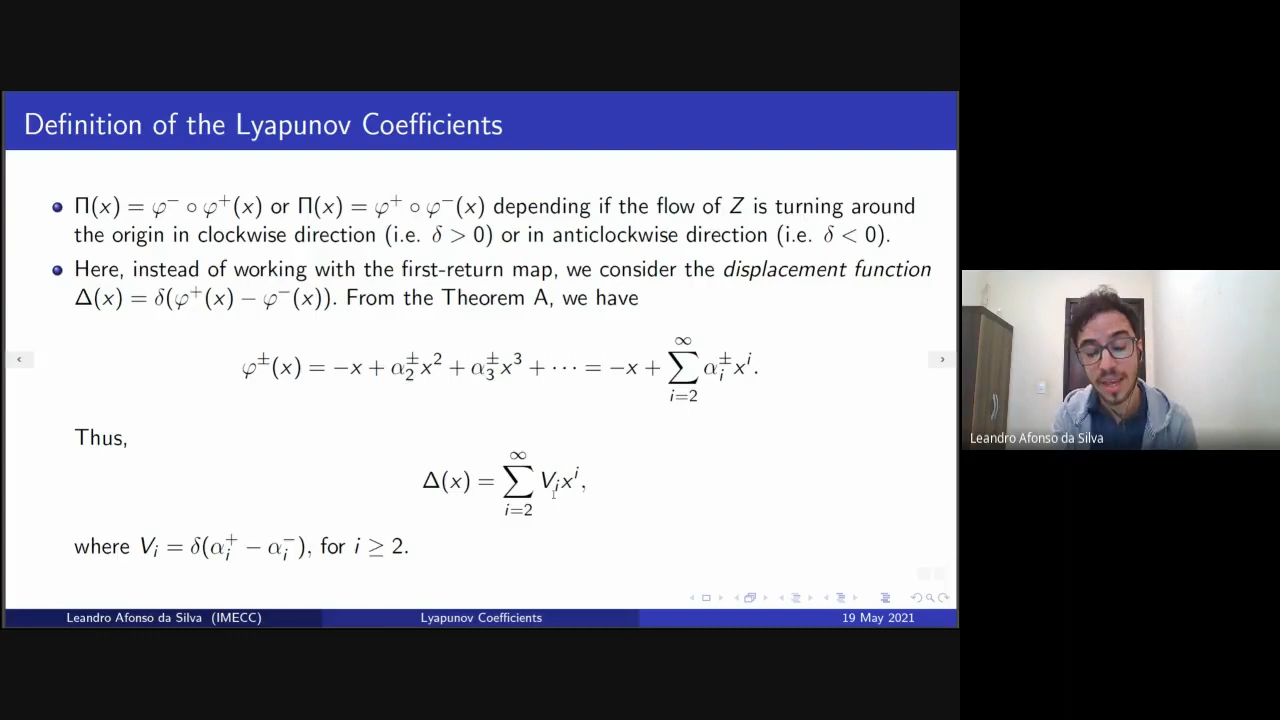 Definition of the Lyapunov Coefficients
Π(x) = φ⁻ ∘ φ⁺(x) or Π(x) = φ⁺ ∘ φ⁻(x) depending if the flow of Z is turning around
the origin in clockwise direction (i.e. δ > 0) or in anticlockwise direction (i.e. δ < 0).
Here, instead of working with the first-return map, we consider the displacement function
Δ(x) = δ(φ⁺(x) − φ⁻(x)). From the Theorem A, we have
φ^±(x) = −x + α_2^± x² + α_3^± x³ + ⋯ = −x + ∑_{i=2}^∞ α_i^± x^i.
Thus,
Δ(x) = ∑_{i=2}^∞ V_i x^i,
where V_i = δ(α_i^+ − α_i^−), for i ≥ 2.
Leandro Afonso da Silva (IMECC) Lyapunov Coefficients 19 May 2021
Leandro Afonso da Silva